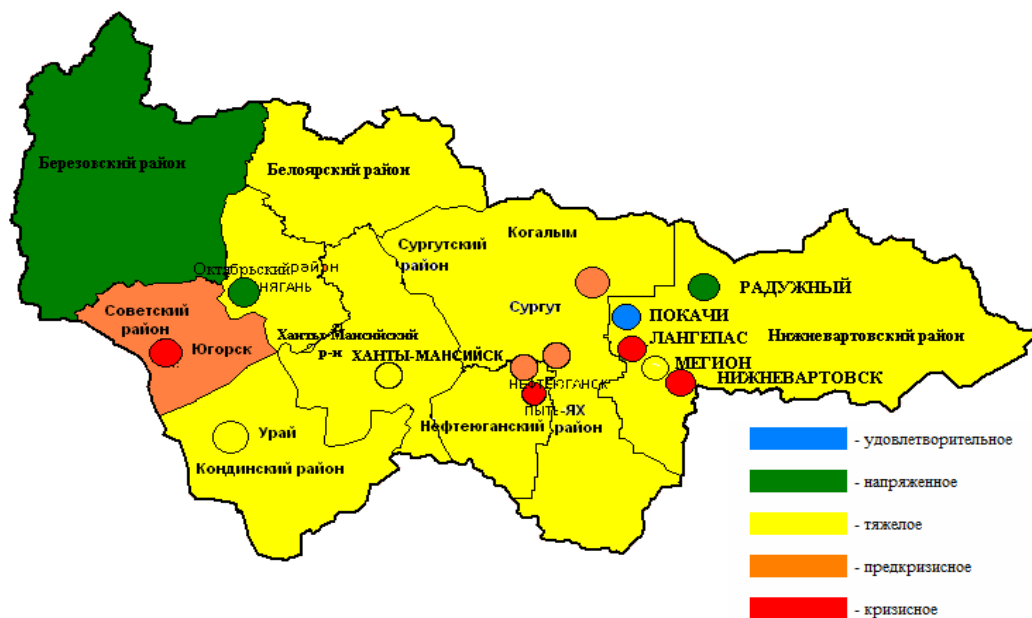 Березовский район
Белоярский район
Сургутский
район
Когалым
Октябрьский район
НЯГАНЬ
РАДУЖНЫЙ
Советский
район
Сургут
ПОКАЧИ
Югорск
Ханты-Мансийский
р-н
ХАНТЫ-МАНСИЙСК
ЛАНГЕПАС
Нижневартовский район
МЕГИОН
НИЖНЕВАРТОВСК
НЕФТЕЮГАНСК
ПЫТЬ-ЯХ
Урай
Нефтеюганский район
Кондинский район
- удовлетворительное
- напряженное
- тяжелое
- предкризисное
- кризисное